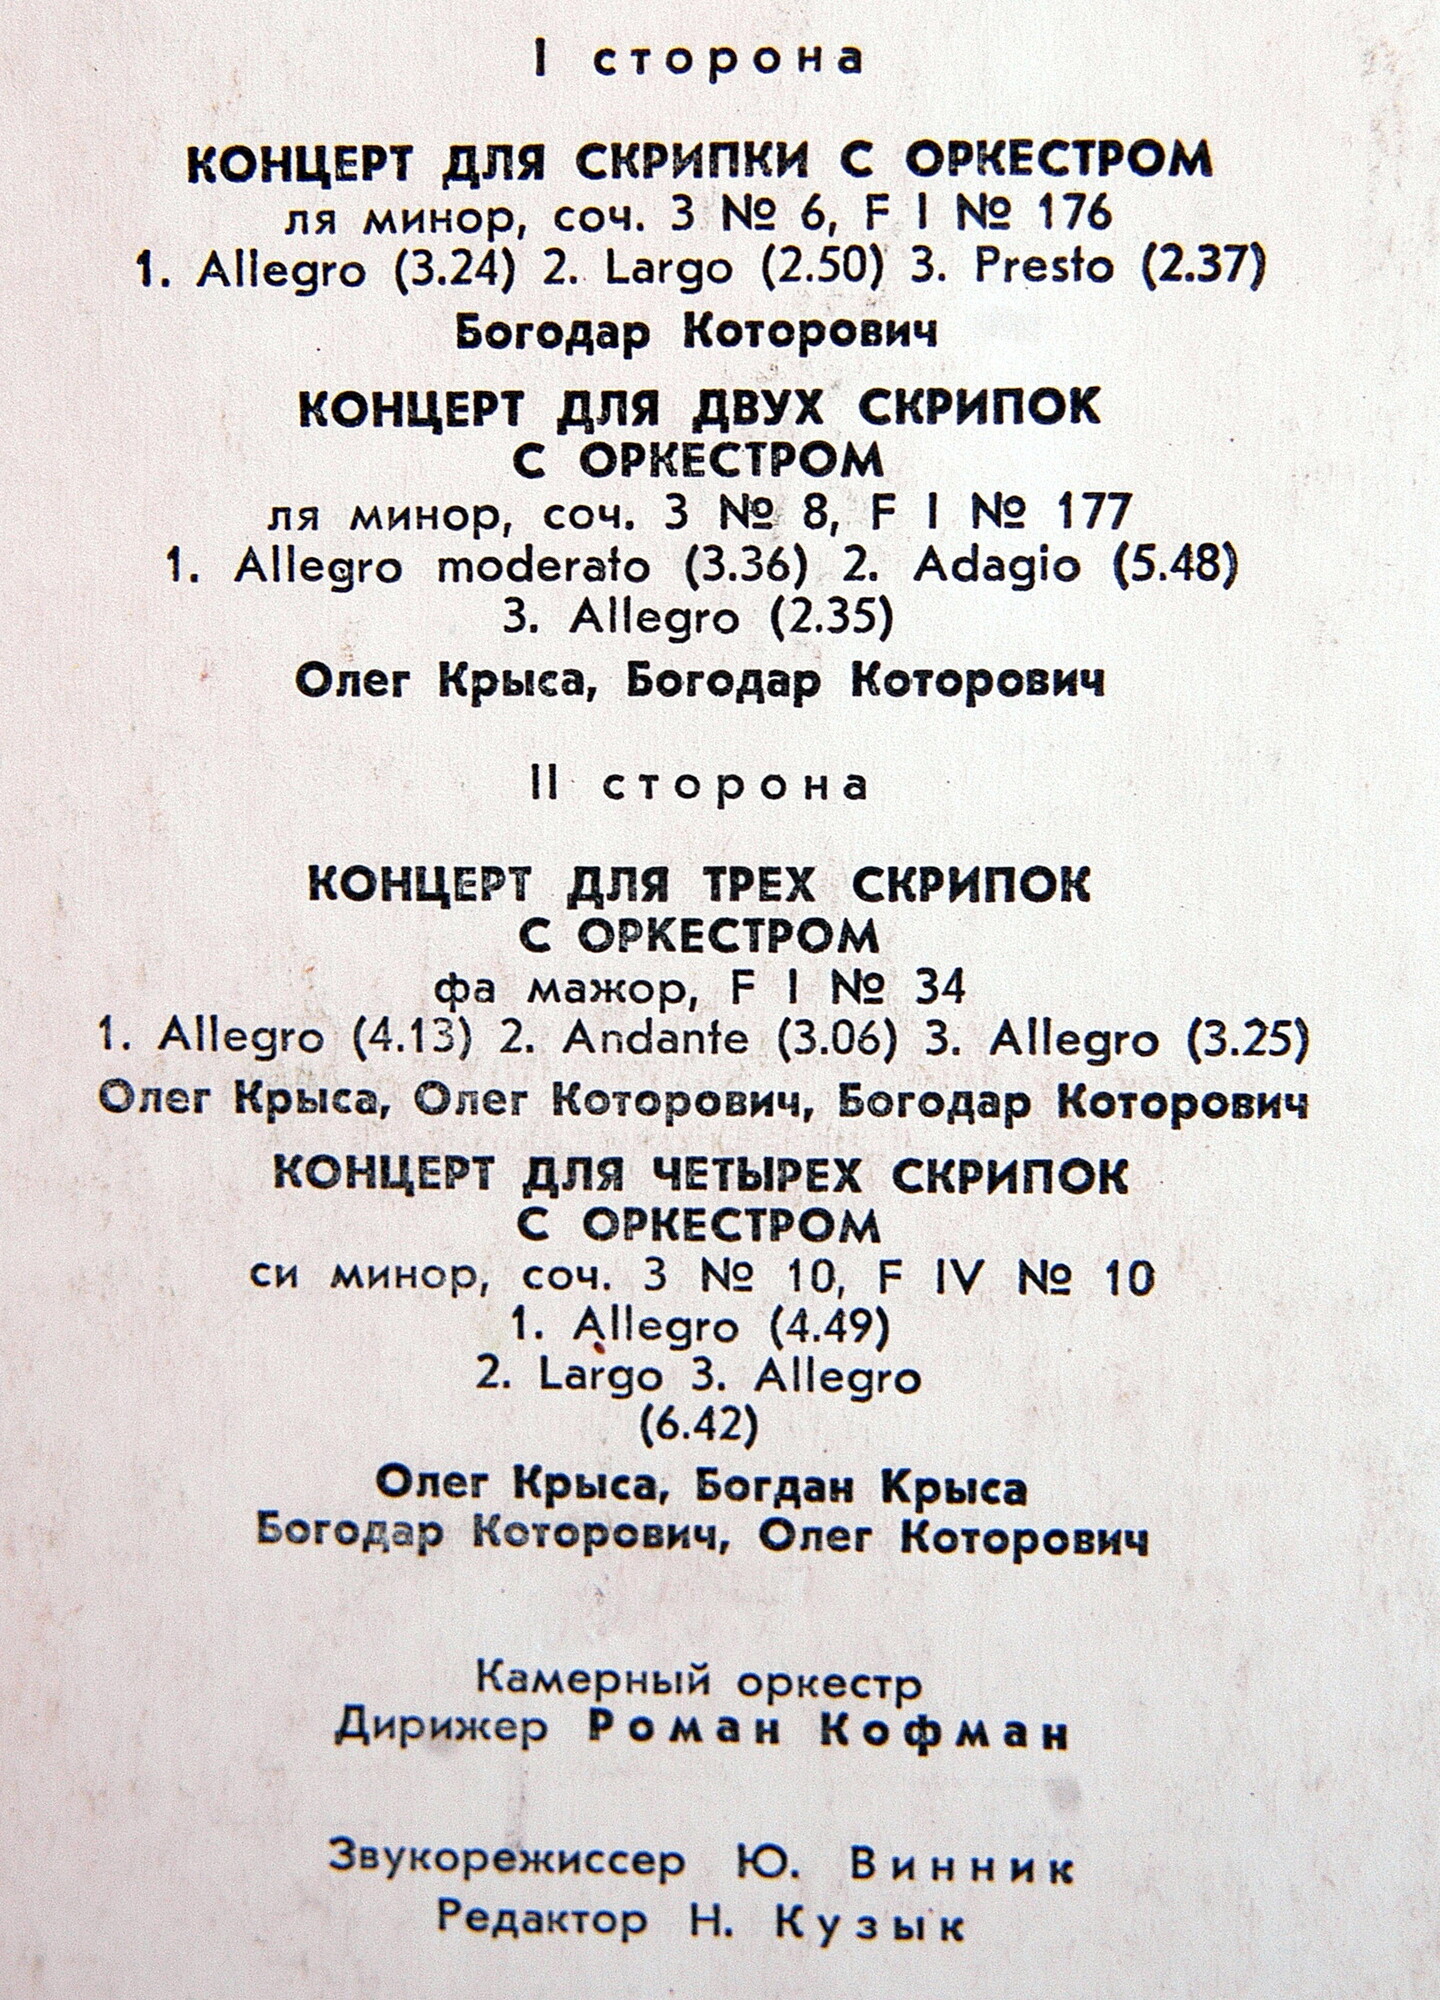 I сторона
КОНЦЕРТ ДЛЯ СКРИПКИ С ОРКЕСТРОМ
ля минор, соч. 3 № 6, F I № 176
1. Allegro (3.24) 2. Largo (2.50) 3. Presto (2.37)
Богодар Которович
КОНЦЕРТ ДЛЯ ДВУХ СКРИПОК
С ОРКЕСТРОМ
ля минор, соч. 3 № 8, F I № 177
1. Allegro moderato (3.36) 2. Adagio (5.48)
3. Allegro (2.35)
Олег Крыса, Богодар Которович
II сторона
КОНЦЕРТ ДЛЯ ТРЕХ СКРИПОК
С ОРКЕСТРОМ
фа мажор, F I № 34
1. Allegro (4.13) 2. Andante (3.06) 3. Allegro (3.25)
Олег Крыса, Олег Которович, Богодар Которович
КОНЦЕРТ ДЛЯ ЧЕТЫРЕХ СКРИПОК
С ОРКЕСТРОМ
си минор, соч. 3 № 10, F IV № 10
1. Allegro (4.49)
2. Largo 3. Allegro
(6.42)
Олег Крыса, Богдан Крыса
Богодар Которович, Олег Которович
Камерный оркестр
Дирижер Роман Кофман
Звукорежиссер Ю. Винник
Редактор Н. Кузык